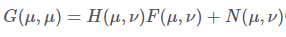 G(μ, μ) = H(μ, ν)F(μ, ν) + N(μ, ν)